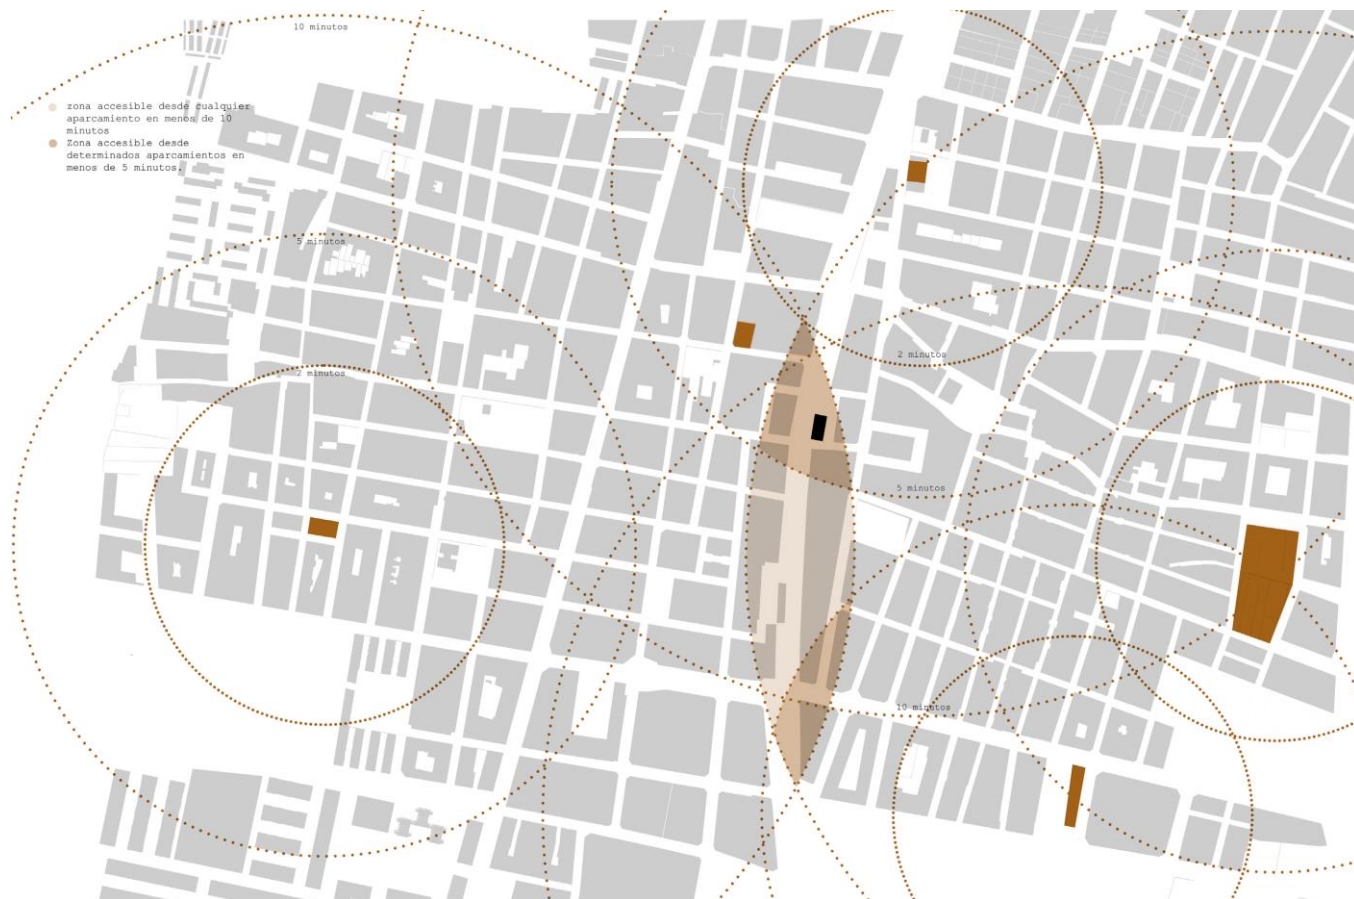 10 minutos
zona accesible desde cualquier
aparcamiento en menos de 10
minutos
Zona accesible desde
determinados aparcamientos en
menos de 5 minutos.
5 minutos
2 minutos
2 minutos
5 minutos
10 minutos